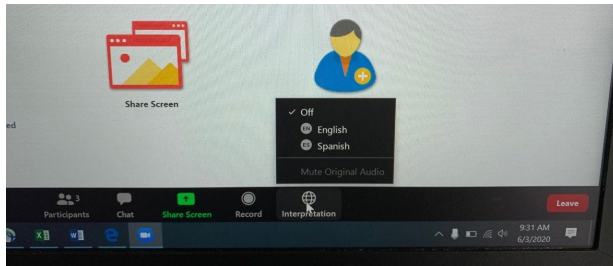 Share Screen
ed
✓ Off
EN English
ES Spanish
Mute Original Audio
3
Participants
Chat
Share Screen
Record
Interpretation
Leave
9:31 AM
6/3/2020